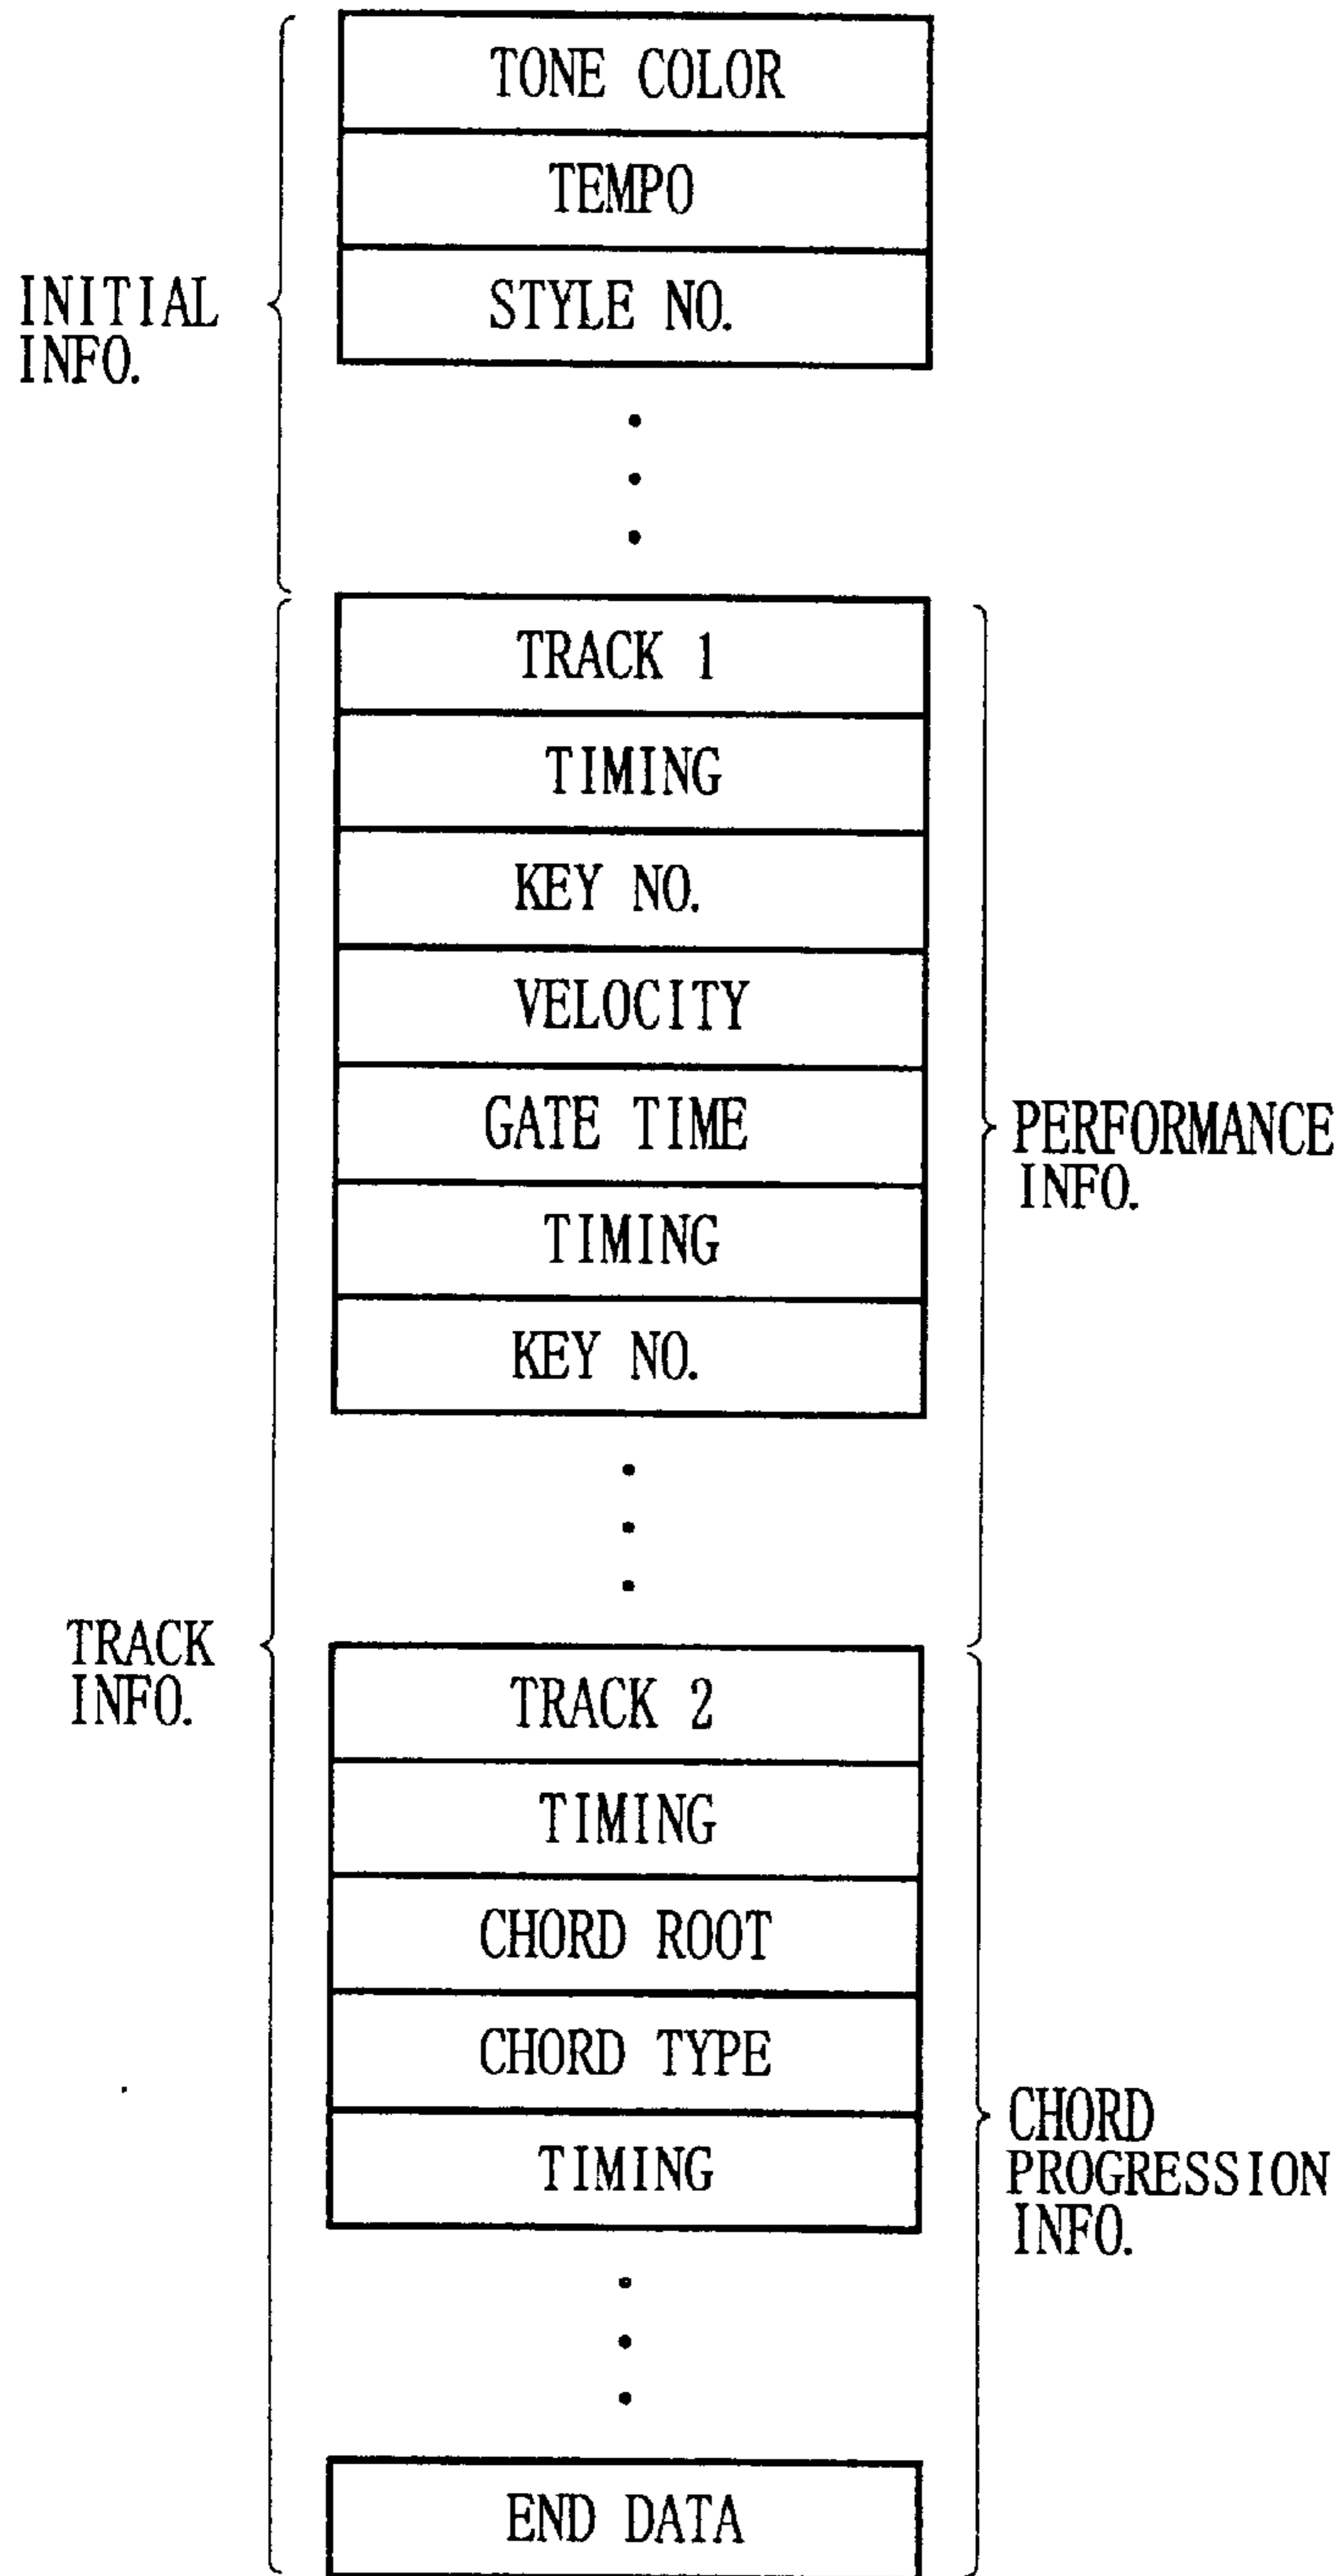 TONE COLOR
TEMPO
STYLE NO.
INITIAL
INFO.
TRACK 1
TIMING
KEY NO.
VELOCITY
GATE TIME
TIMING
KEY NO.
PERFORMANCE
INFO.
TRACK
INFO.
TRACK 2
TIMING
CHORD ROOT
CHORD TYPE
TIMING
CHORD
PROGRESSION
INFO.
END DATA